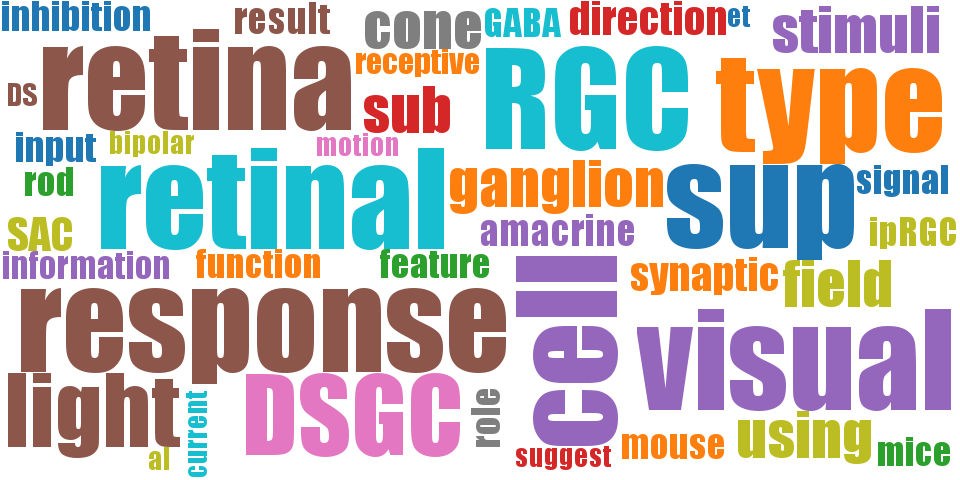 inhibition
result
cone
GABA
direction
et
stimuli
retina
receptive
RGC
type
DS
sub
input
bipolar
motion
retinal
ganglion
sup
signal
rod
SAC
amacrine
ipRGC
information
function
feature
synaptic
field
response
cell
visual
light
DSGC
role
current
al
suggest
mouse
using
mice